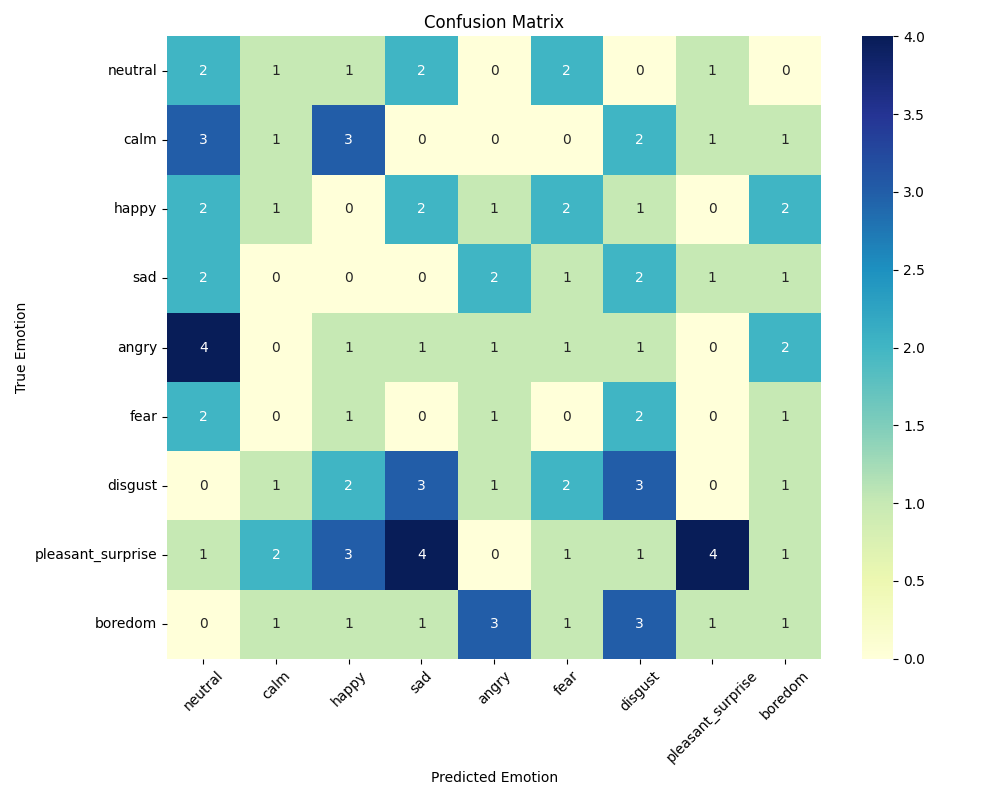 Confusion Matrix
neutral 2 1 1 2 0 2 0 1 0
calm 3 1 3 0 0 0 2 1 1
happy 2 1 0 2 1 2 1 0 2
sad 2 0 0 0 2 1 2 1 1
angry 4 0 1 1 1 1 1 0 2
fear 2 0 1 0 1 0 2 0 1
disgust 0 1 2 3 1 2 3 0 1
pleasant_surprise 1 2 3 4 0 1 1 4 1
boredom 0 1 1 1 3 1 3 1 1
neutral calm happy sad angry fear disgust pleasant_surprise boredom
Predicted Emotion
True Emotion
4.0
3.5
3.0
2.5
2.0
1.5
1.0
0.5
0.0